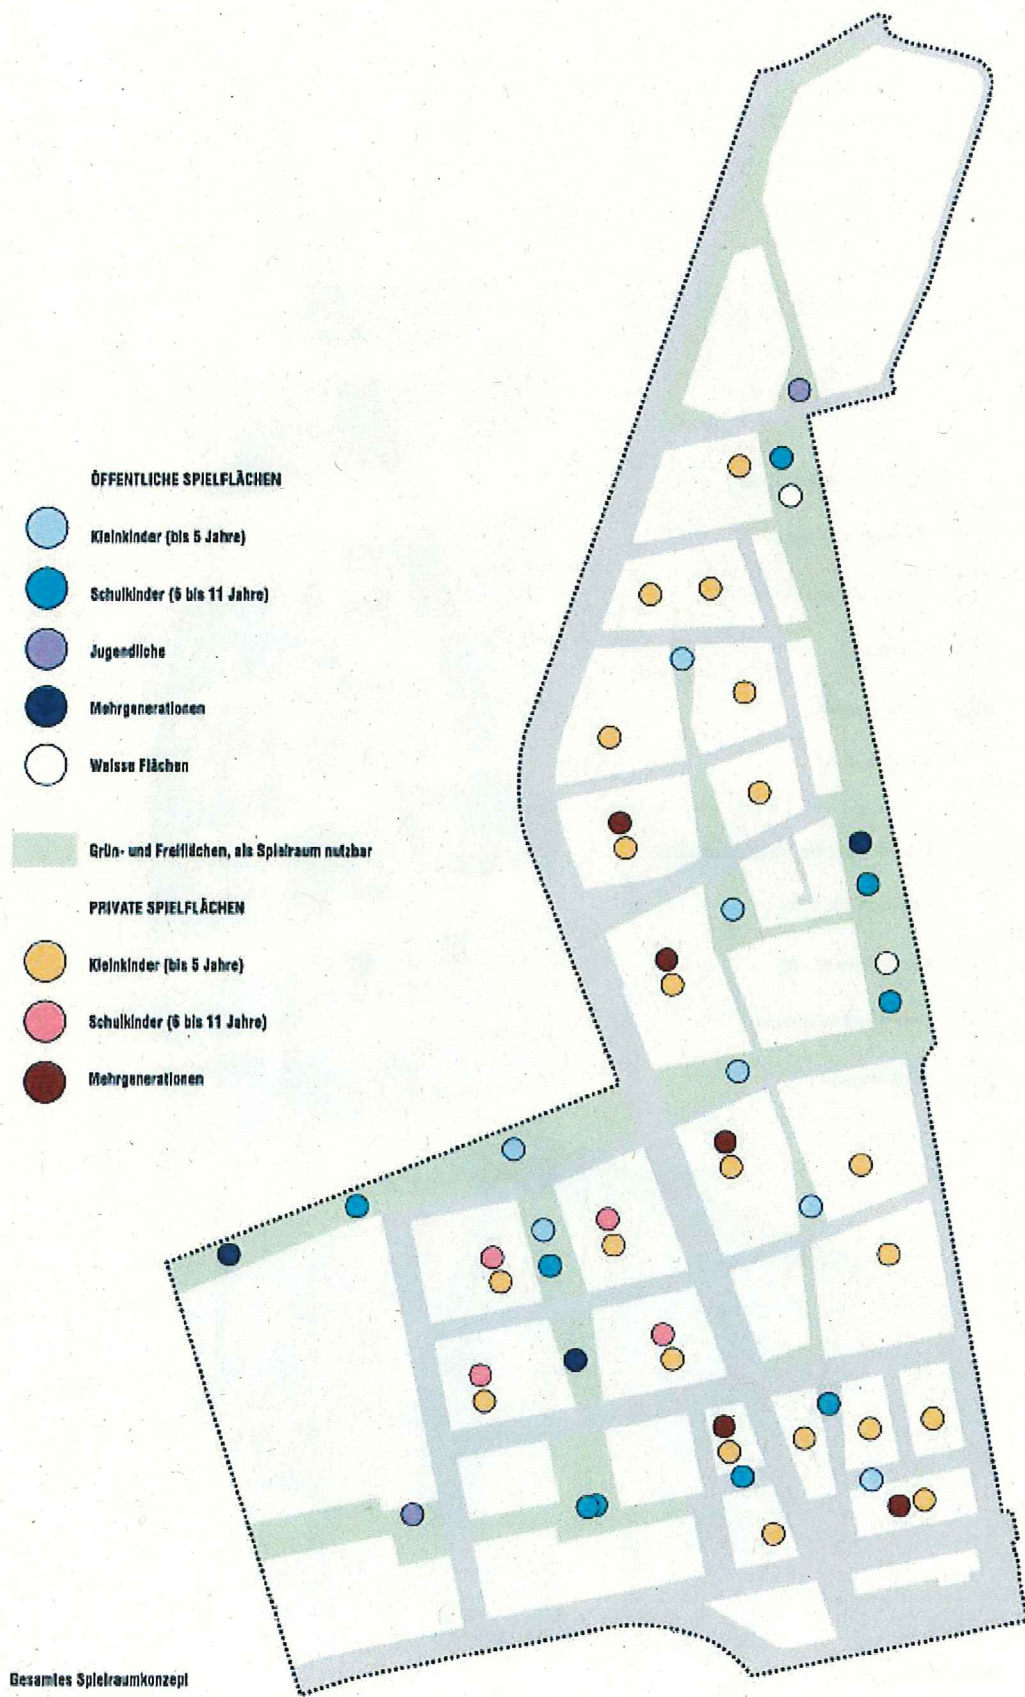 ÖFFENTLICHE SPIELFLÄCHEN
Kleinkinder (bis 5 Jahre)
Schulkinder (6 bis 11 Jahre)
Jugendliche
Mehrgenerationen
Weisse Flächen
Grün- und Freiflächen, als Spielraum nutzbar
PRIVATE SPIELFLÄCHEN
Kleinkinder (bis 5 Jahre)
Schulkinder (6 bis 11 Jahre)
Mehrgenerationen
Gesamtes Spielraumkonzept